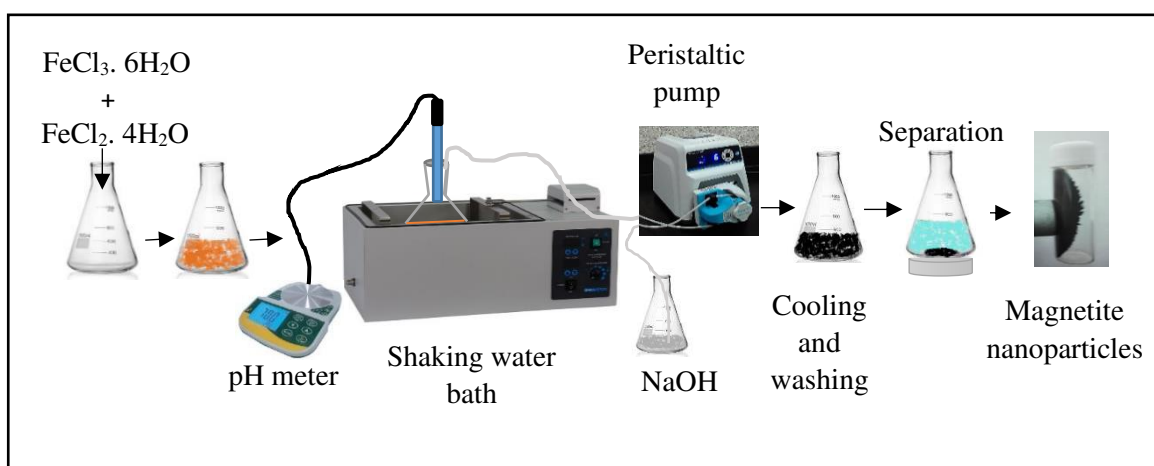 FeCl3. 6H2O
+
FeCl2. 4H2O
pH meter
Shaking water
bath
Peristaltic
pump
NaOH
Cooling
and
washing
Separation
Magnetite
nanoparticles